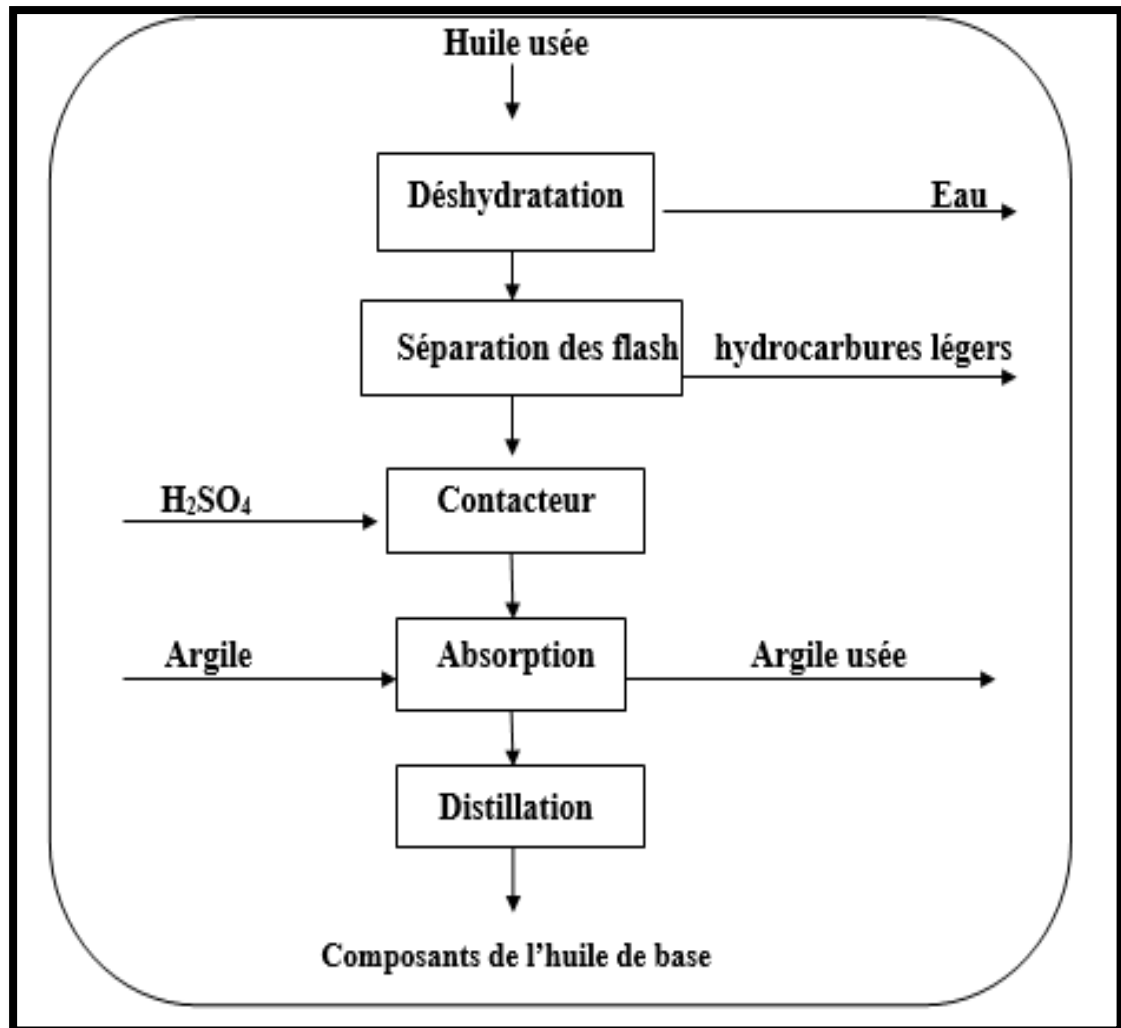 Huile usée
Déshydratation
Eau
Séparation des flash
hydrocarbures légers
H₂SO₄
Contacteur
Argile
Absorption
Argile usée
Distillation
Composants de l’huile de base